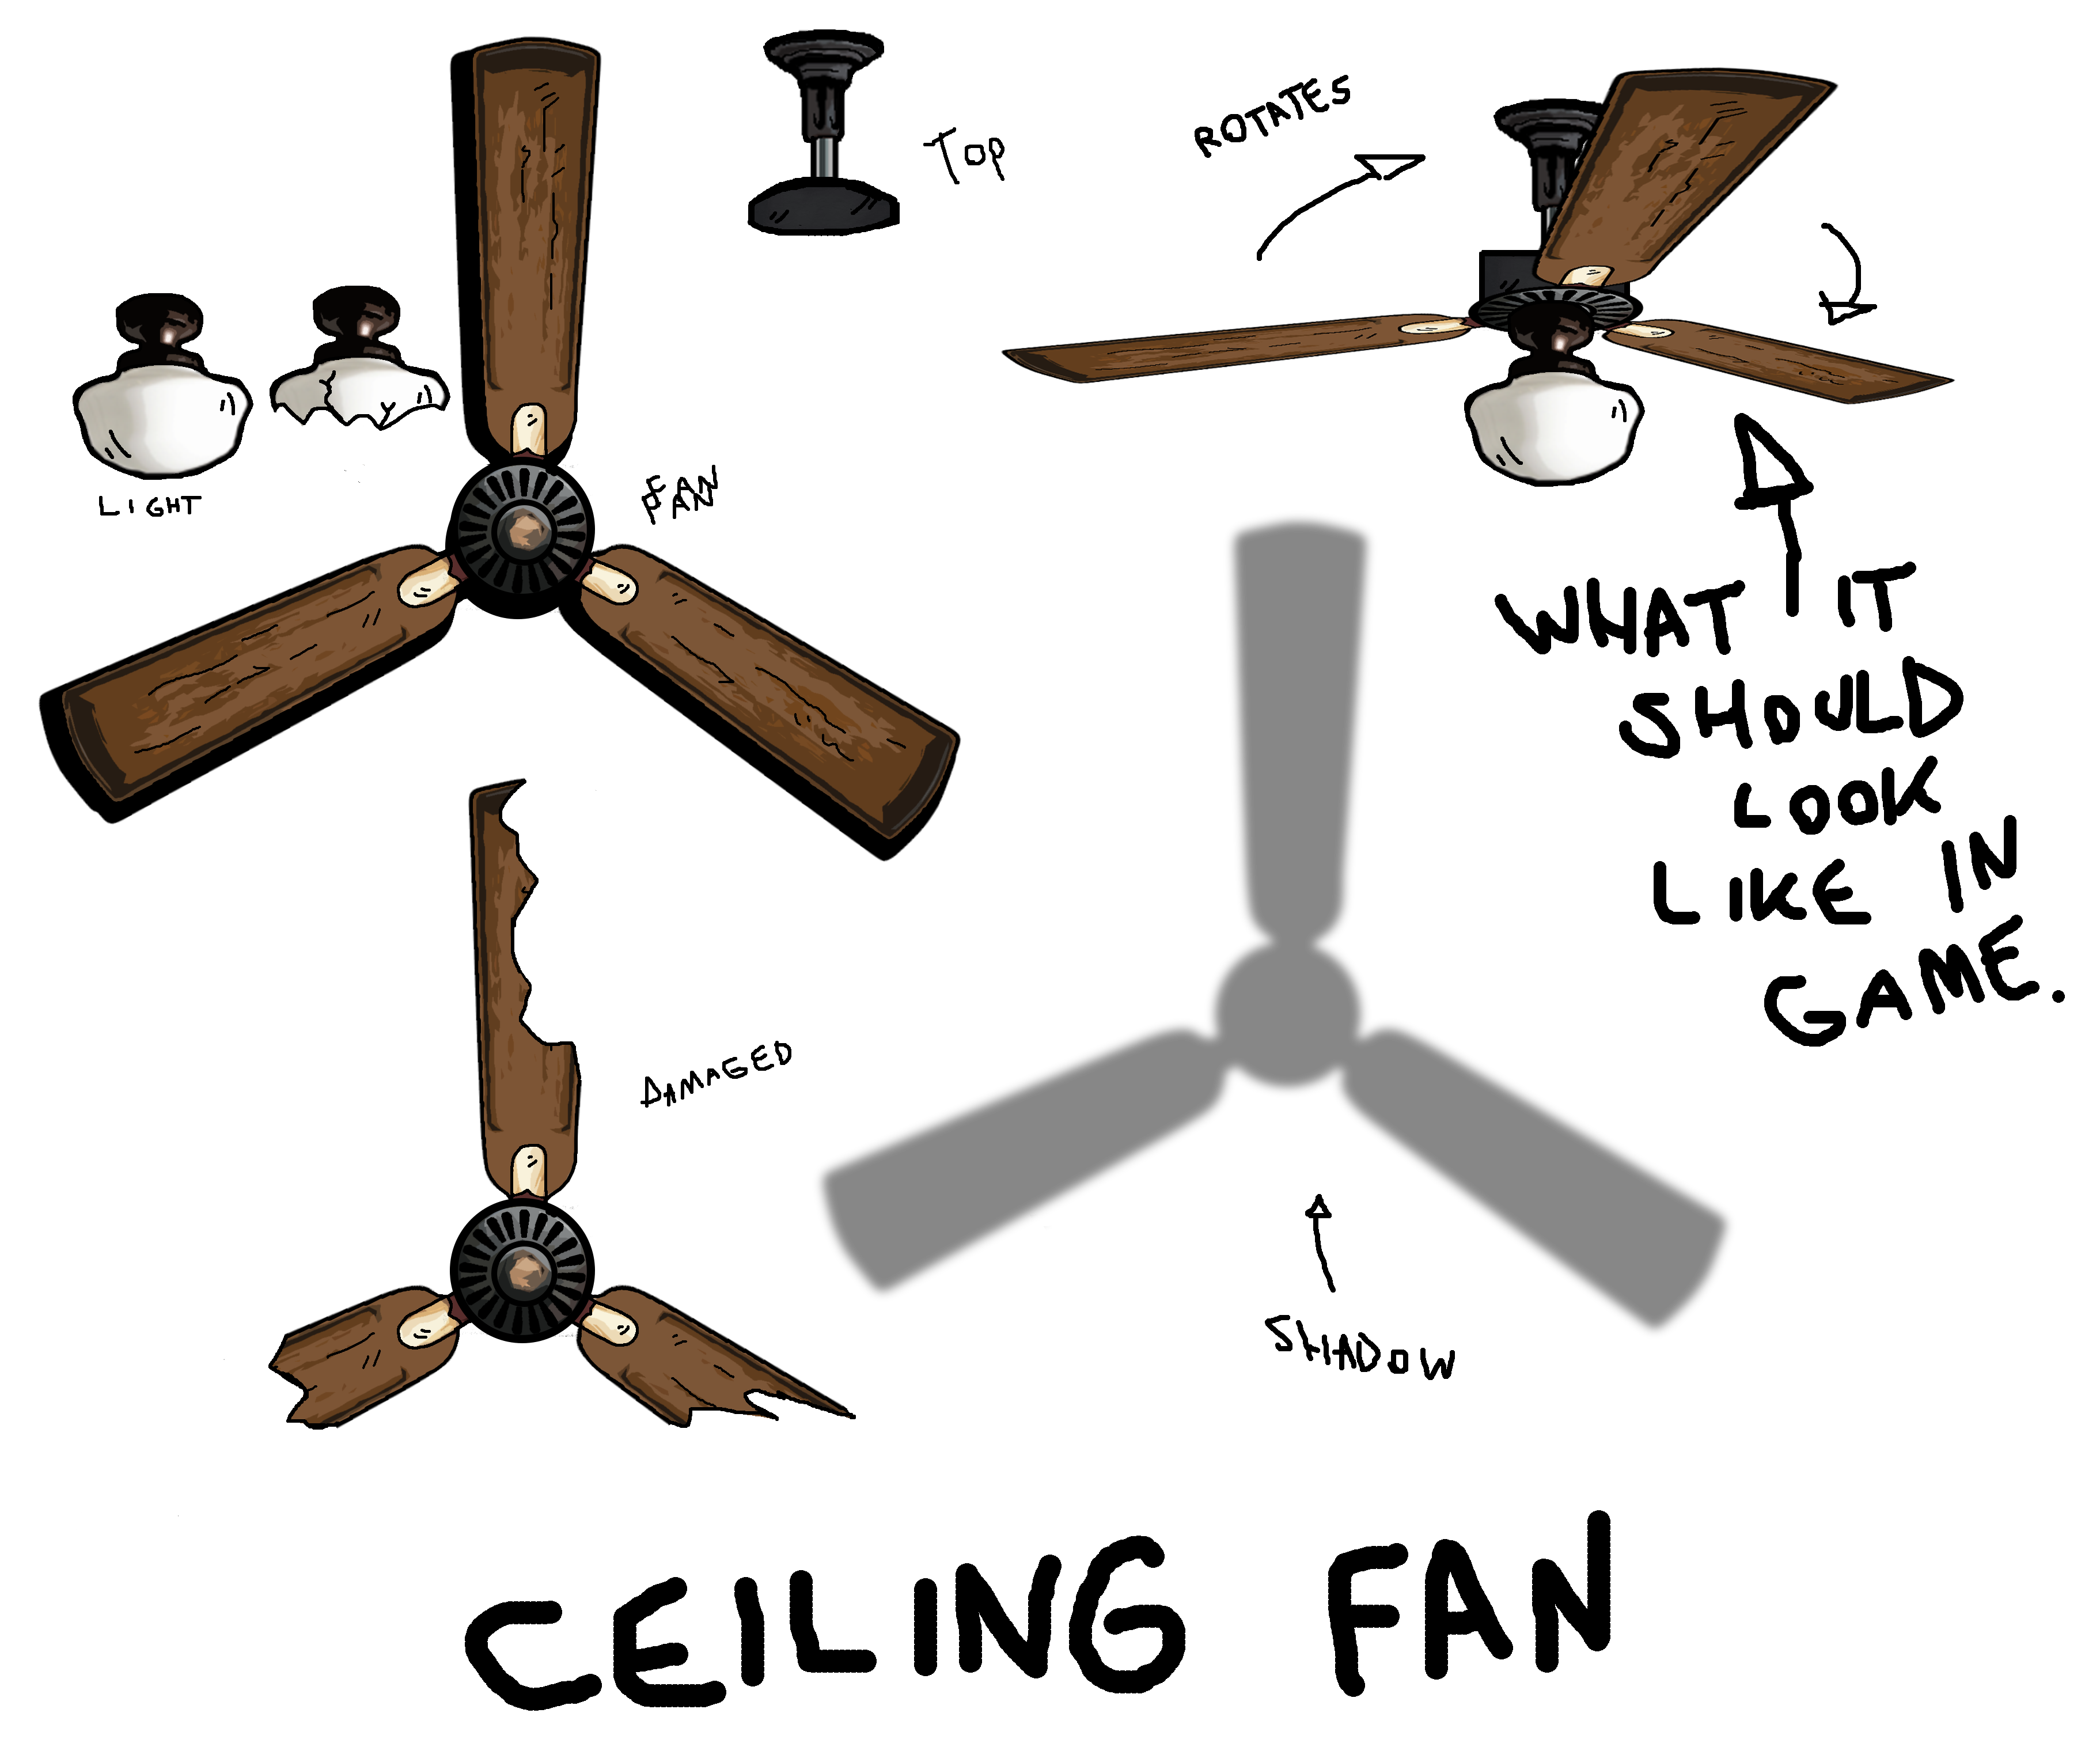 TOP
ROTATES
LIGHT
FAN
WHAT IT
SHOULD
LOOK
LIKE IN
GAME.
DAMAGED
SHADOW
CEILING FAN